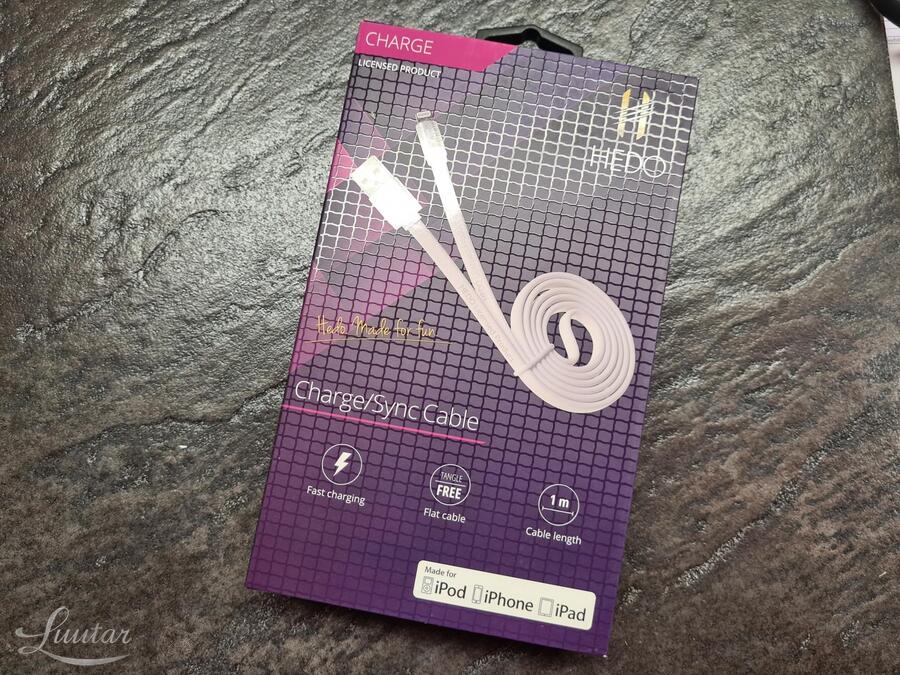 CHARGE
LICENSED PRODUCT
HEDO
Hedo. Made for fun.
Charge/Sync Cable
Fast charging
TANGLE
FREE
Flat cable
1 m
Cable length
Made for
iPod iPhone iPad
Luutar